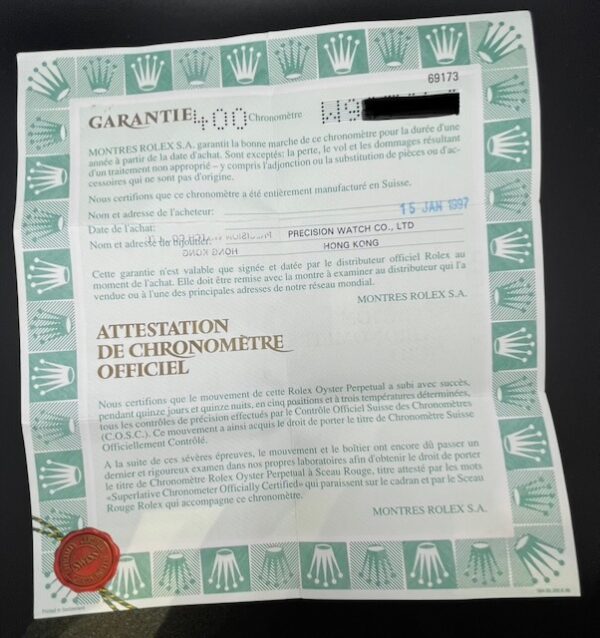 69173
GARANTIE 400 Chronomètre W9
MONTRES ROLEX S.A. garantit la bonne marche de ce chronomètre pour la durée d'une
année à partir de la date d'achat. Sont exceptés: la perte, le vol et les dommages résultant
d'un traitement non approprié – y compris l'adjonction ou la substitution de pièces ou d'ac-
cessoires qui ne sont pas d'origine.
Nous certifions que ce chronomètre a été entièrement manufacturé en Suisse.
Nom et adresse de l'acheteur:
Date de l'achat: 15 JAN 1997
Nom et adresse du bijoutier: PRECISION WATCH CO., LTD
HONG KONG
Cette garantie n'est valable que signée et datée par le distributeur officiel Rolex au
moment de l'achat. Elle doit être remise avec la montre à examiner au distributeur qui l'a
vendue ou à l'une des principales adresses de notre réseau mondial.
MONTRES ROLEX S.A.
ATTESTATION
DE CHRONOMÈTRE
OFFICIEL
Nous certifions que le mouvement de cette Rolex Oyster Perpetual a subi avec succès,
pendant quinze jours et quinze nuits, en cinq positions et à trois températures déterminées,
tous les contrôles de précision effectués par le Contrôle Officiel Suisse des Chronomètres
(C.O.S.C.). Ce mouvement a ainsi acquis le droit de porter le titre de Chronomètre Suisse
Officiellement Contrôlé.
A la suite de ces sévères épreuves, le mouvement et le boîtier ont encore dû passer un
dernier et rigoureux examen dans nos propres laboratoires afin d'obtenir le droit de porter
le titre de Chronomètre Rolex Oyster Perpetual à Sceau Rouge, titre attesté par les mots
«Superlative Chronometer Officially Certified» qui paraissent sur le cadran et par le Sceau
Rouge Rolex qui accompagne ce chronomètre.
MONTRES ROLEX S.A.
Printed in Switzerland